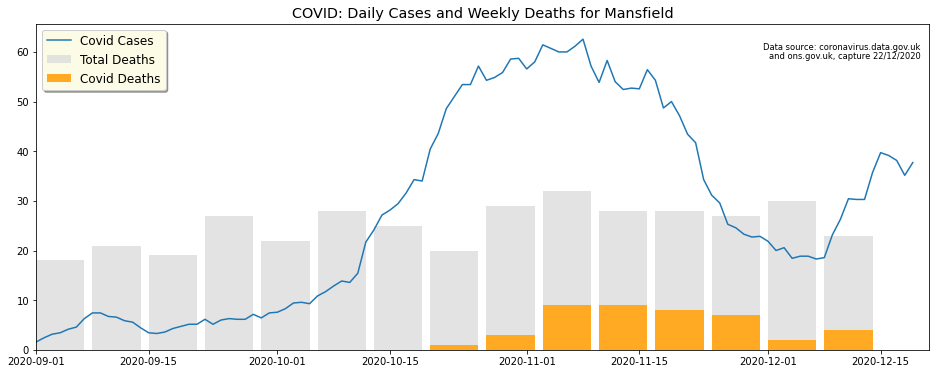 COVID: Daily Cases and Weekly Deaths for Mansfield
Covid Cases
Total Deaths
Covid Deaths
Data source: coronavirus.data.gov.uk
and ons.gov.uk, capture 22/12/2020
60
50
40
30
20
10
0
2020-09-01
2020-09-15
2020-10-01
2020-10-15
2020-11-01
2020-11-15
2020-12-01
2020-12-15